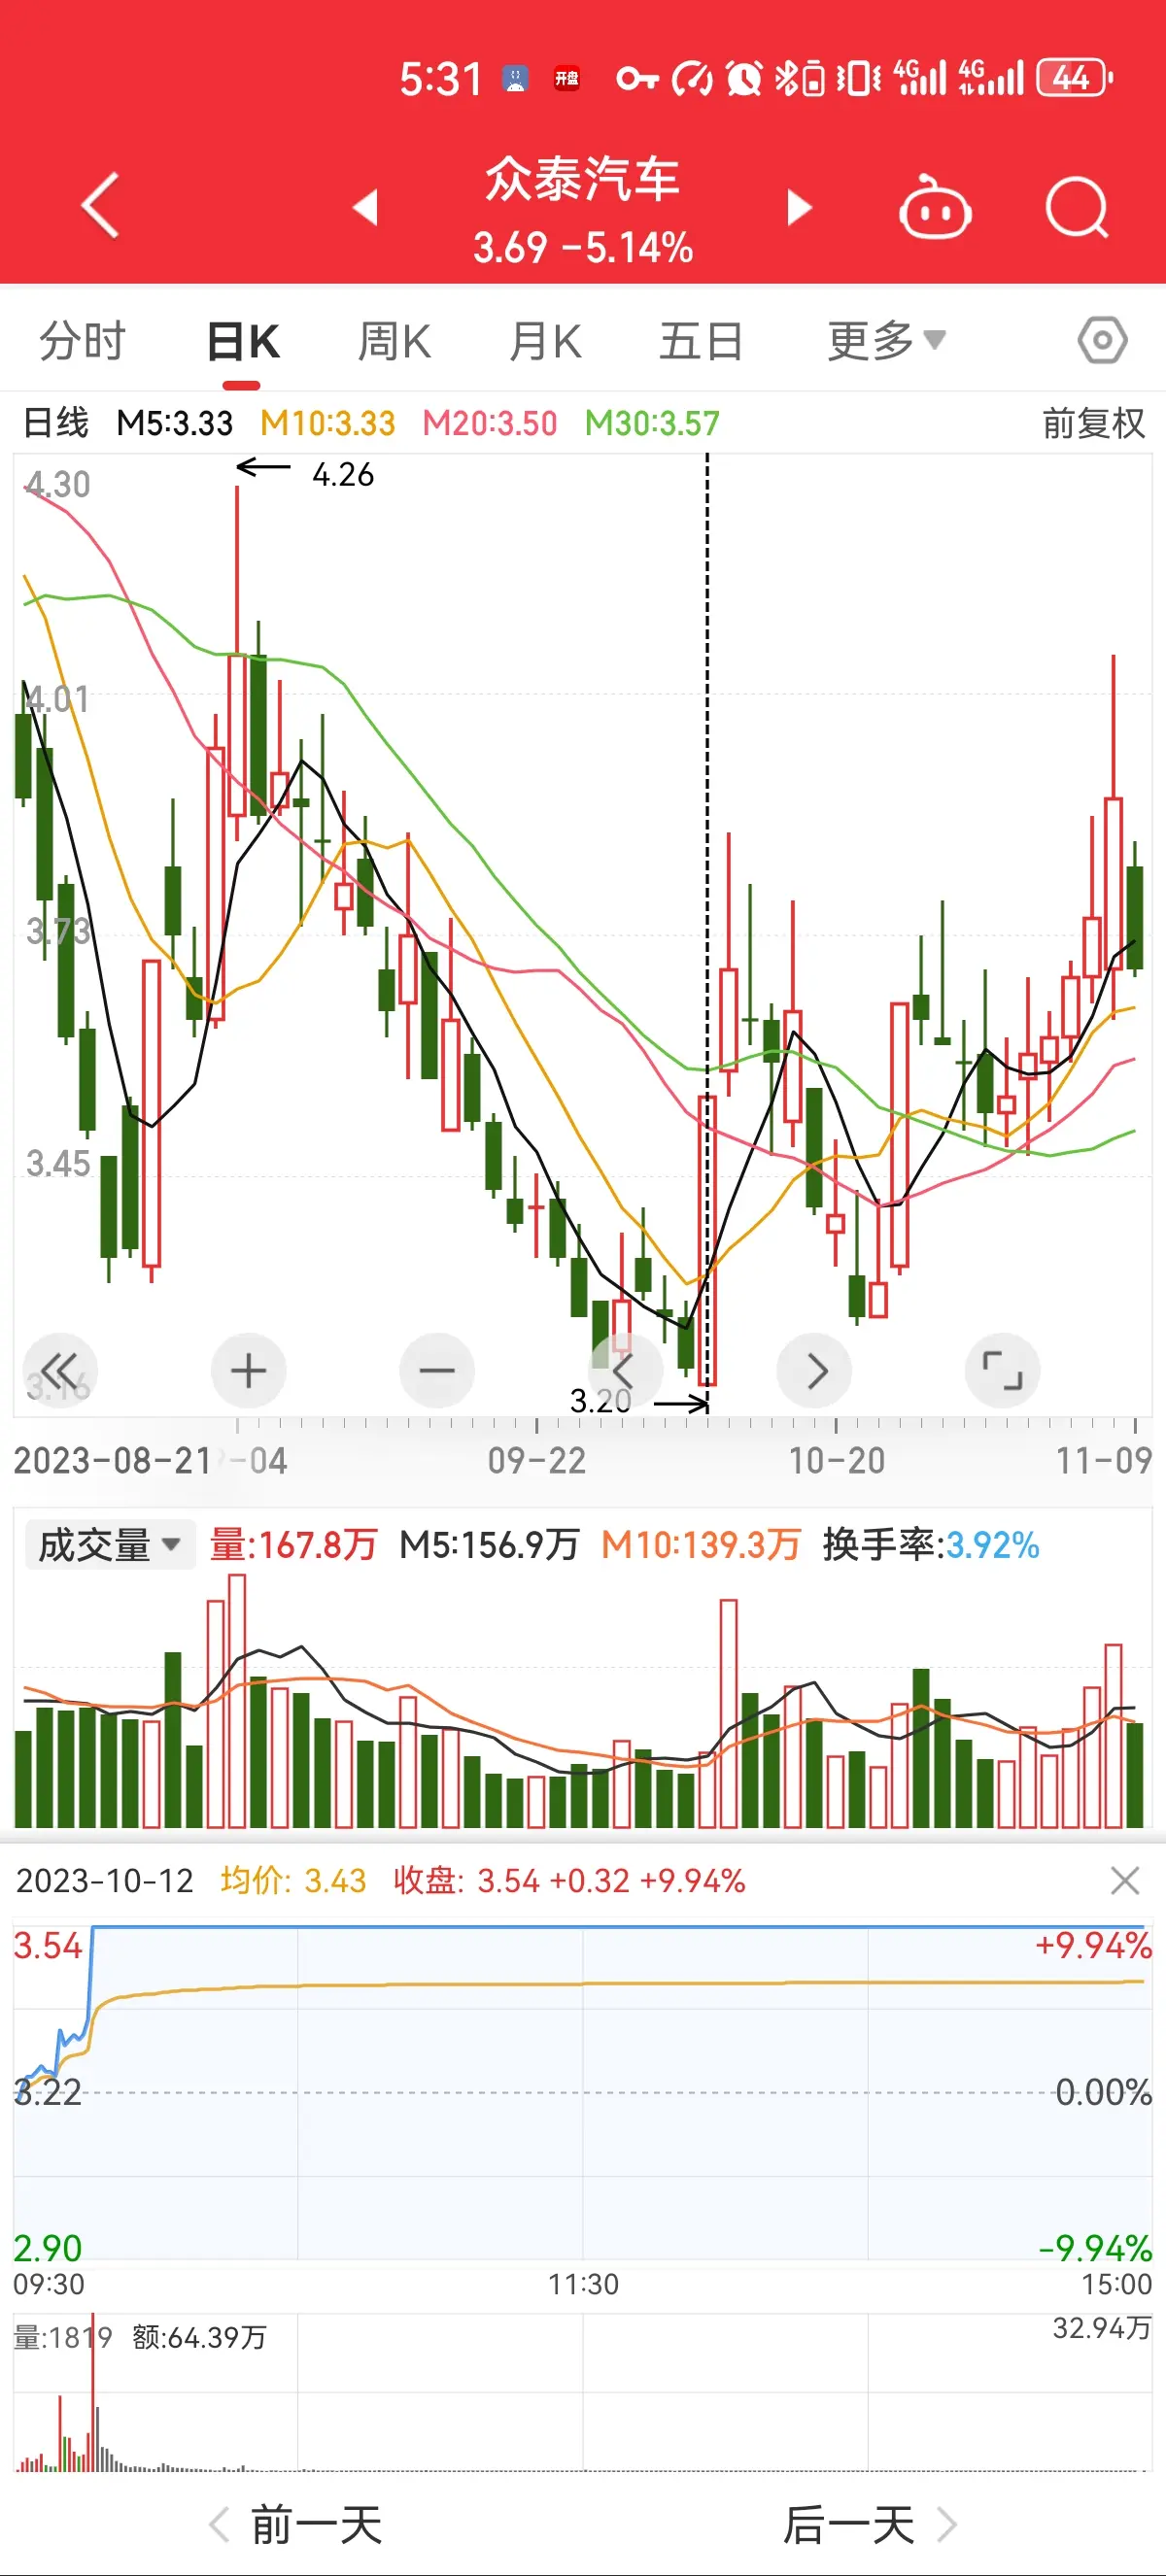 5:31 开盘 4G 4G 44
众泰汽车
3.69 -5.14%
分时 日K 周K 月K 五日 更多
日线 M5:3.33 M10:3.33 M20:3.50 M30:3.57 前复权
4.30
4.26
4.01
3.73
3.45
3.16
3.20
2023-08-21 9-04 09-22 10-20 11-09
成交量 量:167.8万 M5:156.9万 M10:139.3万 换手率:3.92%
2023-10-12 均价: 3.43 收盘: 3.54 +0.32 +9.94%
3.54 +9.94%
3.22 0.00%
2.90 -9.94%
09:30 11:30 15:00
量:1819 额:64.39万 32.94万
前一天 后一天